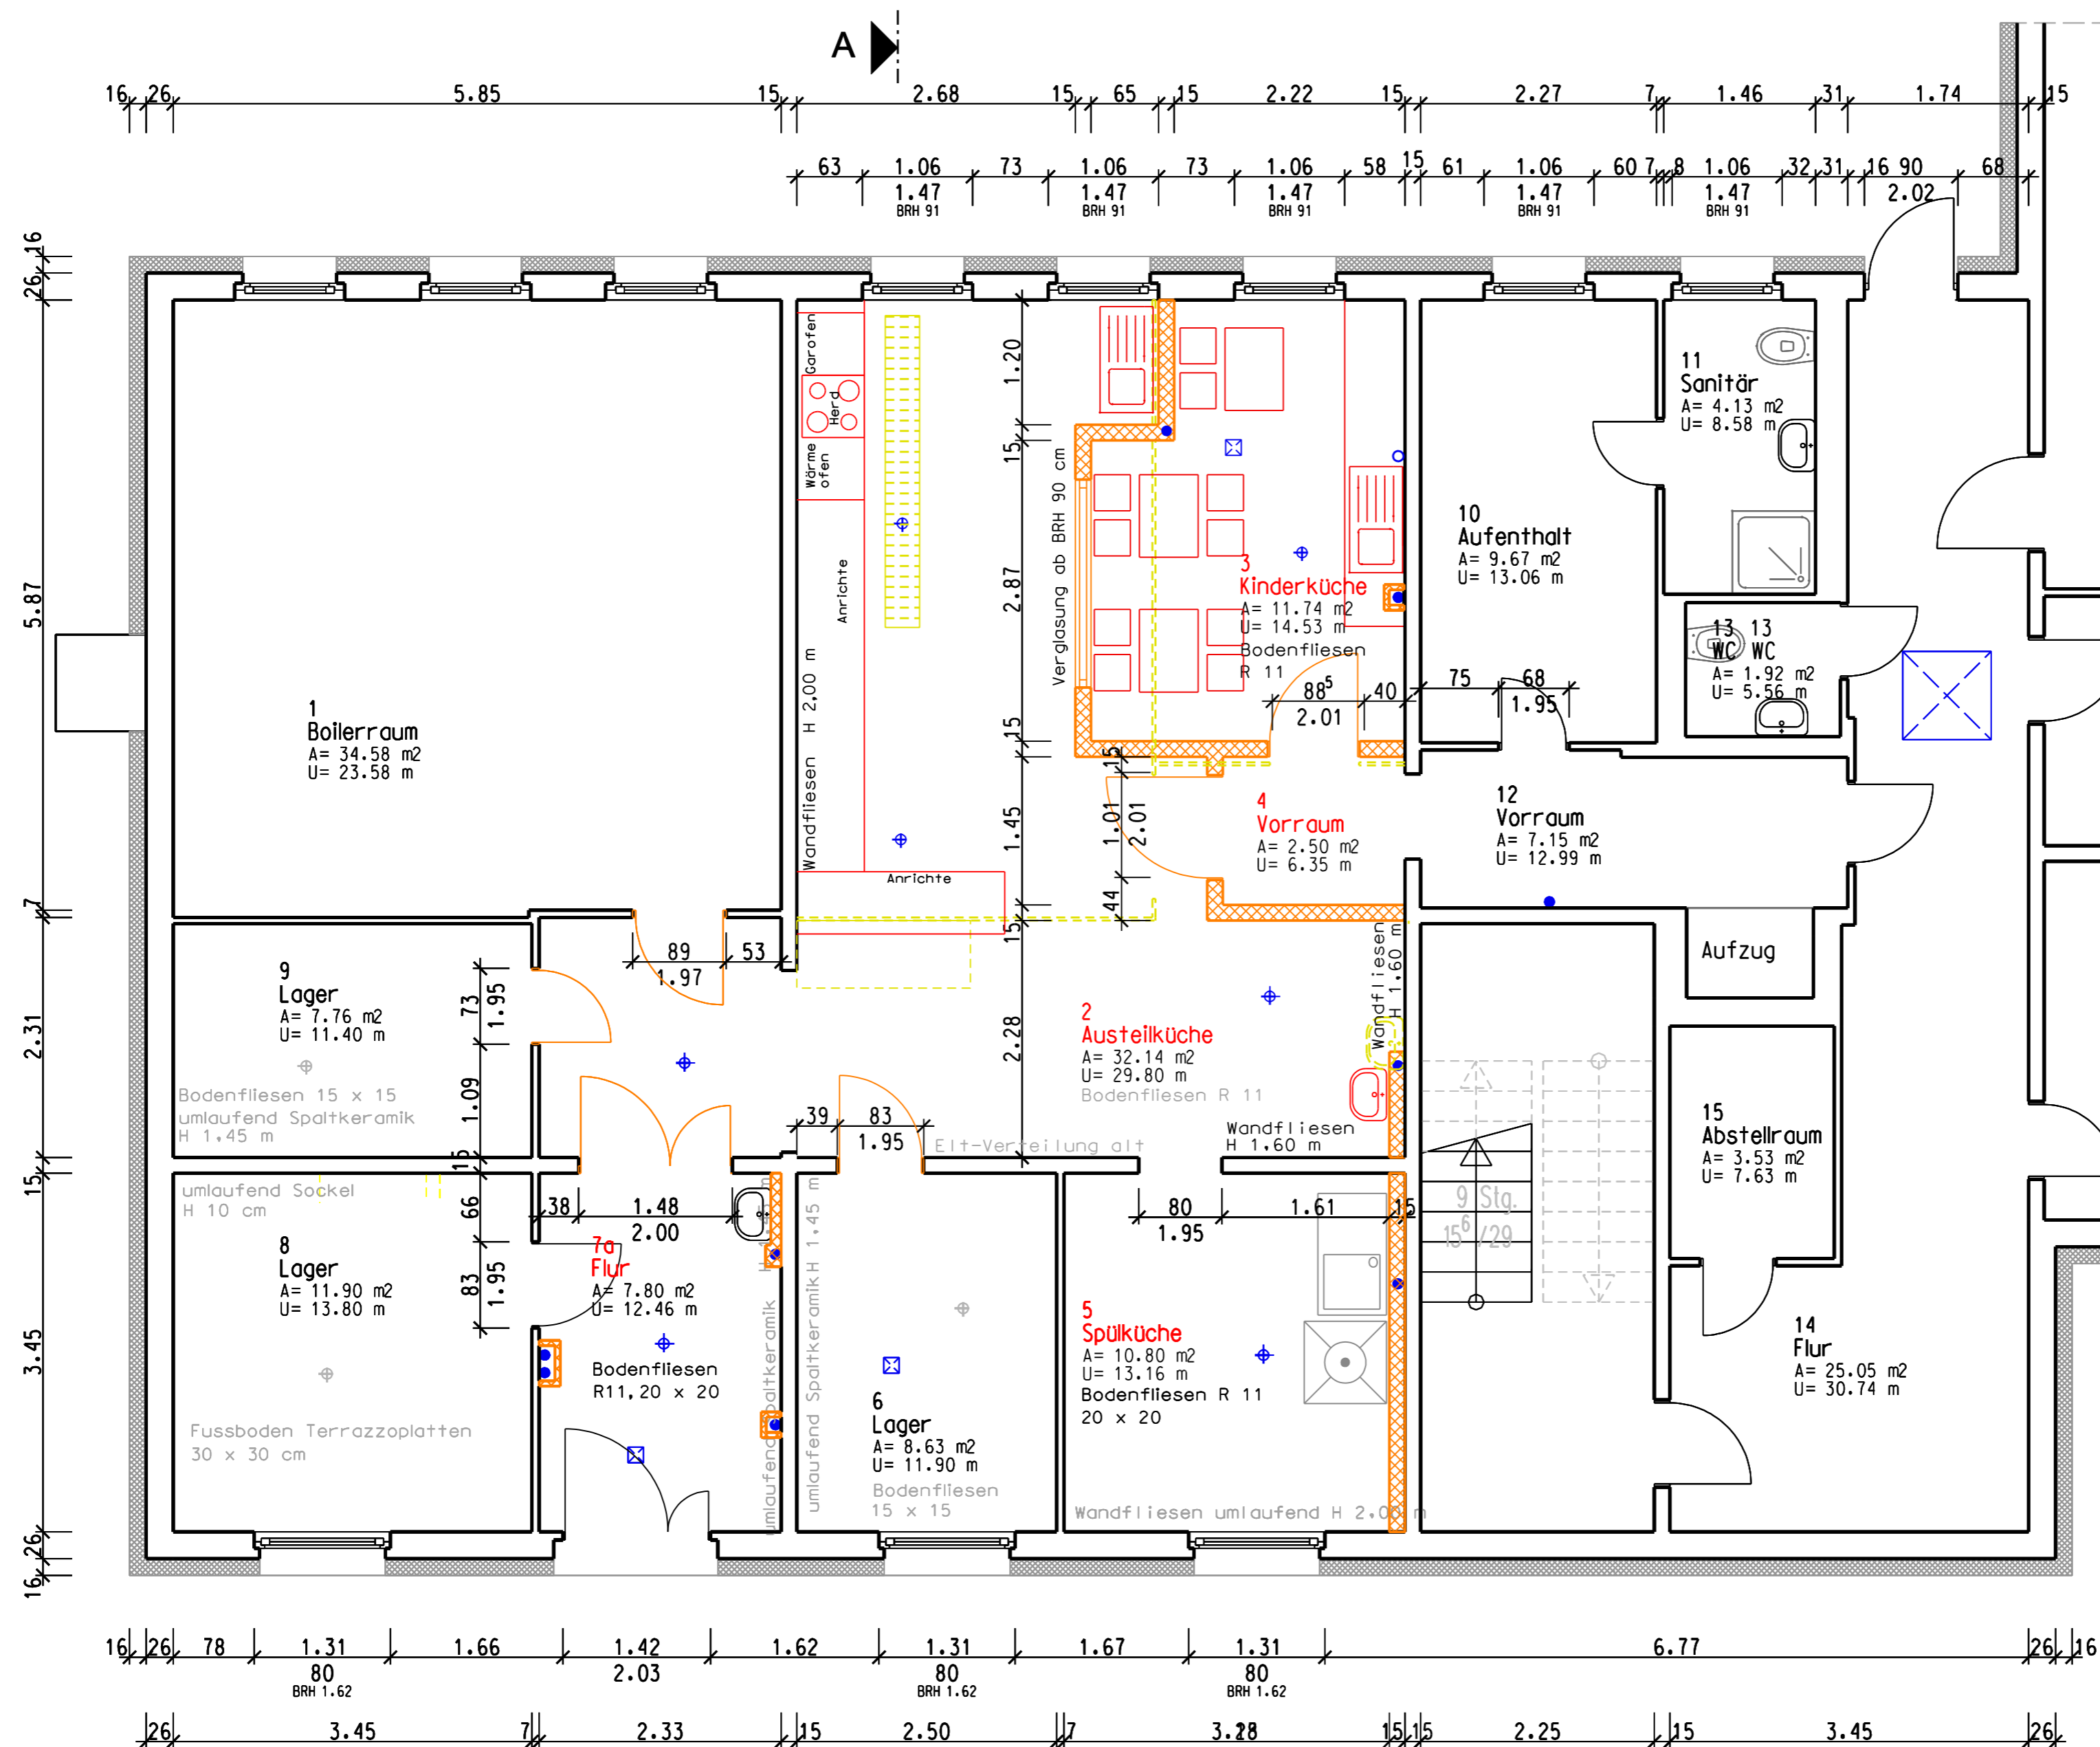 A
16 26 5.85 15 2.68 15 65 15 2.22 15 2.27 7 1.46 31 1.74 15
63 1.06 73 1.06 73 1.06 58 15 61 1.06 60 7 8 1.06 32 31 16 90 68
1.47 1.47 1.47 1.47 1.47 2.02
BRH 91 BRH 91 BRH 91 BRH 91 BRH 91
16
26
5.87
7
2.31
15
3.45
26
16
1
Boilerraum
A= 34.58 m2
U= 23.58 m
Garofen
Herd
Wärme
ofen
Anrichte
Wandfliesen H 2,00 m
Anrichte
1.20
15
2.87
15
1.45
15
2.28
Verglasung ab BRH 90 cm
3
Kinderküche
A= 11.74 m2
U= 14.53 m
Bodenfliesen
R 11
88⁵ 40
2.01
15
1.01
2.01
44
4
Vorraum
A= 2.50 m2
U= 6.35 m
10
Aufenthalt
A= 9.67 m2
U= 13.06 m
75 68
1.95
11
Sanitär
A= 4.13 m2
U= 8.58 m
13 13
WC WC
A= 1.92 m2
U= 5.56 m
12
Vorraum
A= 7.15 m2
U= 12.99 m
Aufzug
9
Lager
A= 7.76 m2
U= 11.40 m
Bodenfliesen 15 x 15
umlaufend Spaltkeramik
H 1,45 m
73
1.95
1.09
15
66
83
1.95
89 53
1.97
2
Austeilküche
A= 32.14 m2
U= 29.80 m
Bodenfliesen R 11
Wandfliesen
H 1,60 m
Wandfliesen
H 1,60 m
39 83
1.95
Elt-Verteilung alt
umlaufend Sockel
H 10 cm
8
Lager
A= 11.90 m2
U= 13.80 m
Fussboden Terrazzoplatten
30 x 30 cm
38 1.48
2.00
7a
Flur
A= 7.80 m2
U= 12.46 m
Bodenfliesen
R11,20 x 20
umlaufend Spaltkeramik
umlaufend Spaltkeramik H 1,45 m
6
Lager
A= 8.63 m2
U= 11.90 m
Bodenfliesen
15 x 15
80 1.61 15
1.95
5
Spülküche
A= 10.80 m2
U= 13.16 m
Bodenfliesen R 11
20 x 20
Wandfliesen umlaufend H 2.00 m
9 Stg.
15⁶/29
15
Abstellraum
A= 3.53 m2
U= 7.63 m
14
Flur
A= 25.05 m2
U= 30.74 m
16 26 78 1.31 1.66 1.42 1.62 1.31 1.67 1.31 6.77 26 16
80 2.03 80 80
BRH 1.62 BRH 1.62 BRH 1.62
26 3.45 7 2.33 15 2.50 7 15 15 2.25 15 3.45 26